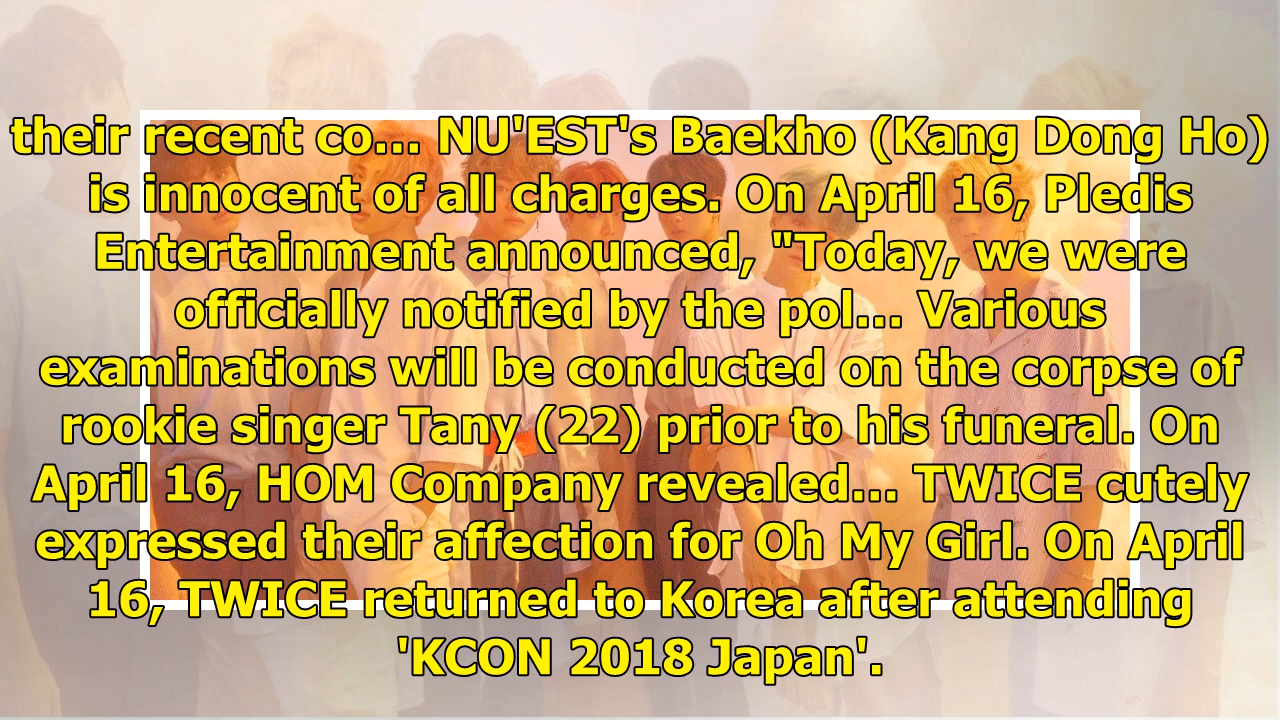 their recent co... NU'EST's Baekho (Kang Dong Ho)
is innocent of all charges. On April 16, Pledis
Entertainment announced, "Today, we were
officially notified by the pol... Various
examinations will be conducted on the corpse of
rookie singer Tany (22) prior to his funeral. On
April 16, HOM Company revealed... TWICE cutely
expressed their affection for Oh My Girl. On April
16, TWICE returned to Korea after attending
'KCON 2018 Japan'.